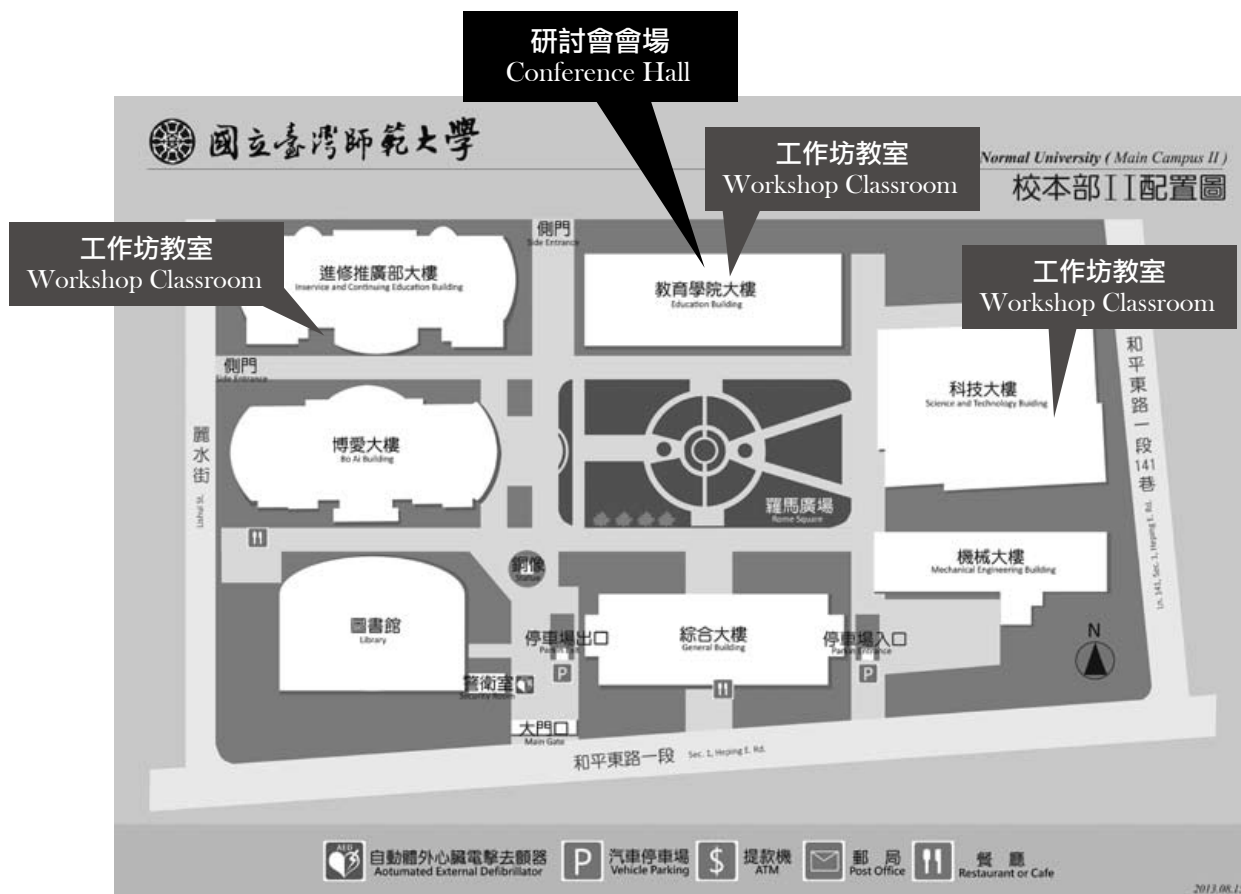 研討會會場
Conference Hall
國立臺灣師範大學
工作坊教室
Workshop Classroom
Normal University ( Main Campus II )
校本部II配置圖
工作坊教室
Workshop Classroom
側門
Side Entrance
進修推廣部大樓
Inservice and Continuing Education Building
教育學院大樓
Education Building
工作坊教室
Workshop Classroom
側門
Side Entrance
科技大樓
Science and Technology Buiding
和平東路一段141巷
Ln. 141, Sec. 1, Heping E. Rd.
麗水街
Lishui St.
博愛大樓
Bo Ai Building
羅馬廣場
Rome Square
銅像
Statue
機械大樓
Mechanical Engineering Building
圖書館
Library
停車場出口
綜合大樓
General Building
停車場入口
N
P
P
警衛室
Security Room
大門口
Main Gate
和平東路一段 Sec. 1, Heping E. Rd.
AED
自動體外心臟電擊去顫器
Aotumated External Defibrillator
P
汽車停車場
Vehicle Parking
$
提款機
ATM
郵 局
Post Office
餐 廳
Restaurant or Cafe